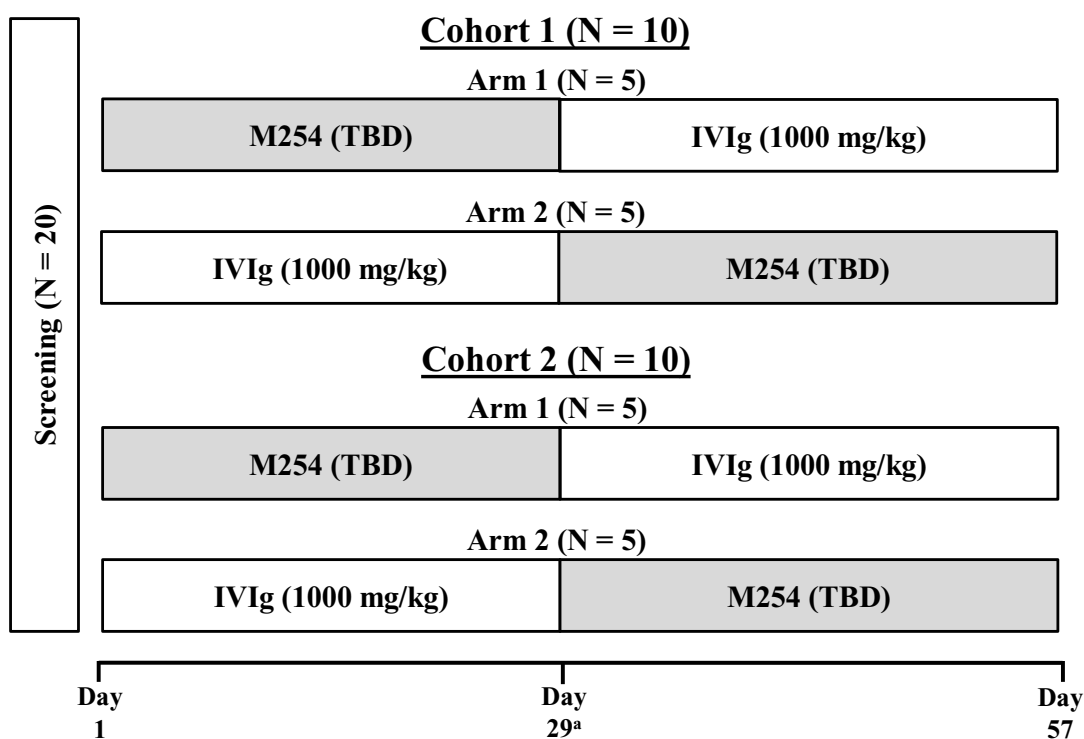 Screening (N = 20)
Cohort 1 (N = 10)
Arm 1 (N = 5)
M254 (TBD)
IVIg (1000 mg/kg)
Arm 2 (N = 5)
IVIg (1000 mg/kg)
M254 (TBD)
Cohort 2 (N = 10)
Arm 1 (N = 5)
M254 (TBD)
IVIg (1000 mg/kg)
Arm 2 (N = 5)
IVIg (1000 mg/kg)
M254 (TBD)
Day
1
Day
29ᵃ
Day
57